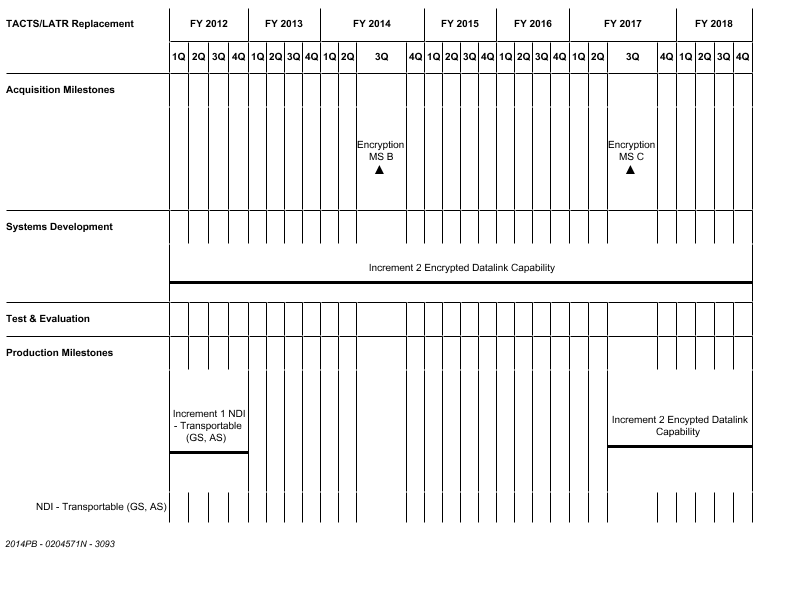 TACTS/LATR Replacement FY 2012 FY 2013 FY 2014 FY 2015 FY 2016 FY 2017 FY 2018
1Q 2Q 3Q 4Q 1Q 2Q 3Q 4Q 1Q 2Q 3Q 4Q 1Q 2Q 3Q 4Q 1Q 2Q 3Q 4Q 1Q 2Q 3Q 4Q 1Q 2Q 3Q 4Q
Acquisition Milestones
Encryption
MS B
Encryption
MS C
Systems Development
Increment 2 Encrypted Datalink Capability
Test & Evaluation
Production Milestones
Increment 1 NDI
- Transportable
(GS, AS)
Increment 2 Encypted Datalink
Capability
NDI - Transportable (GS, AS)
2014PB - 0204571N - 3093